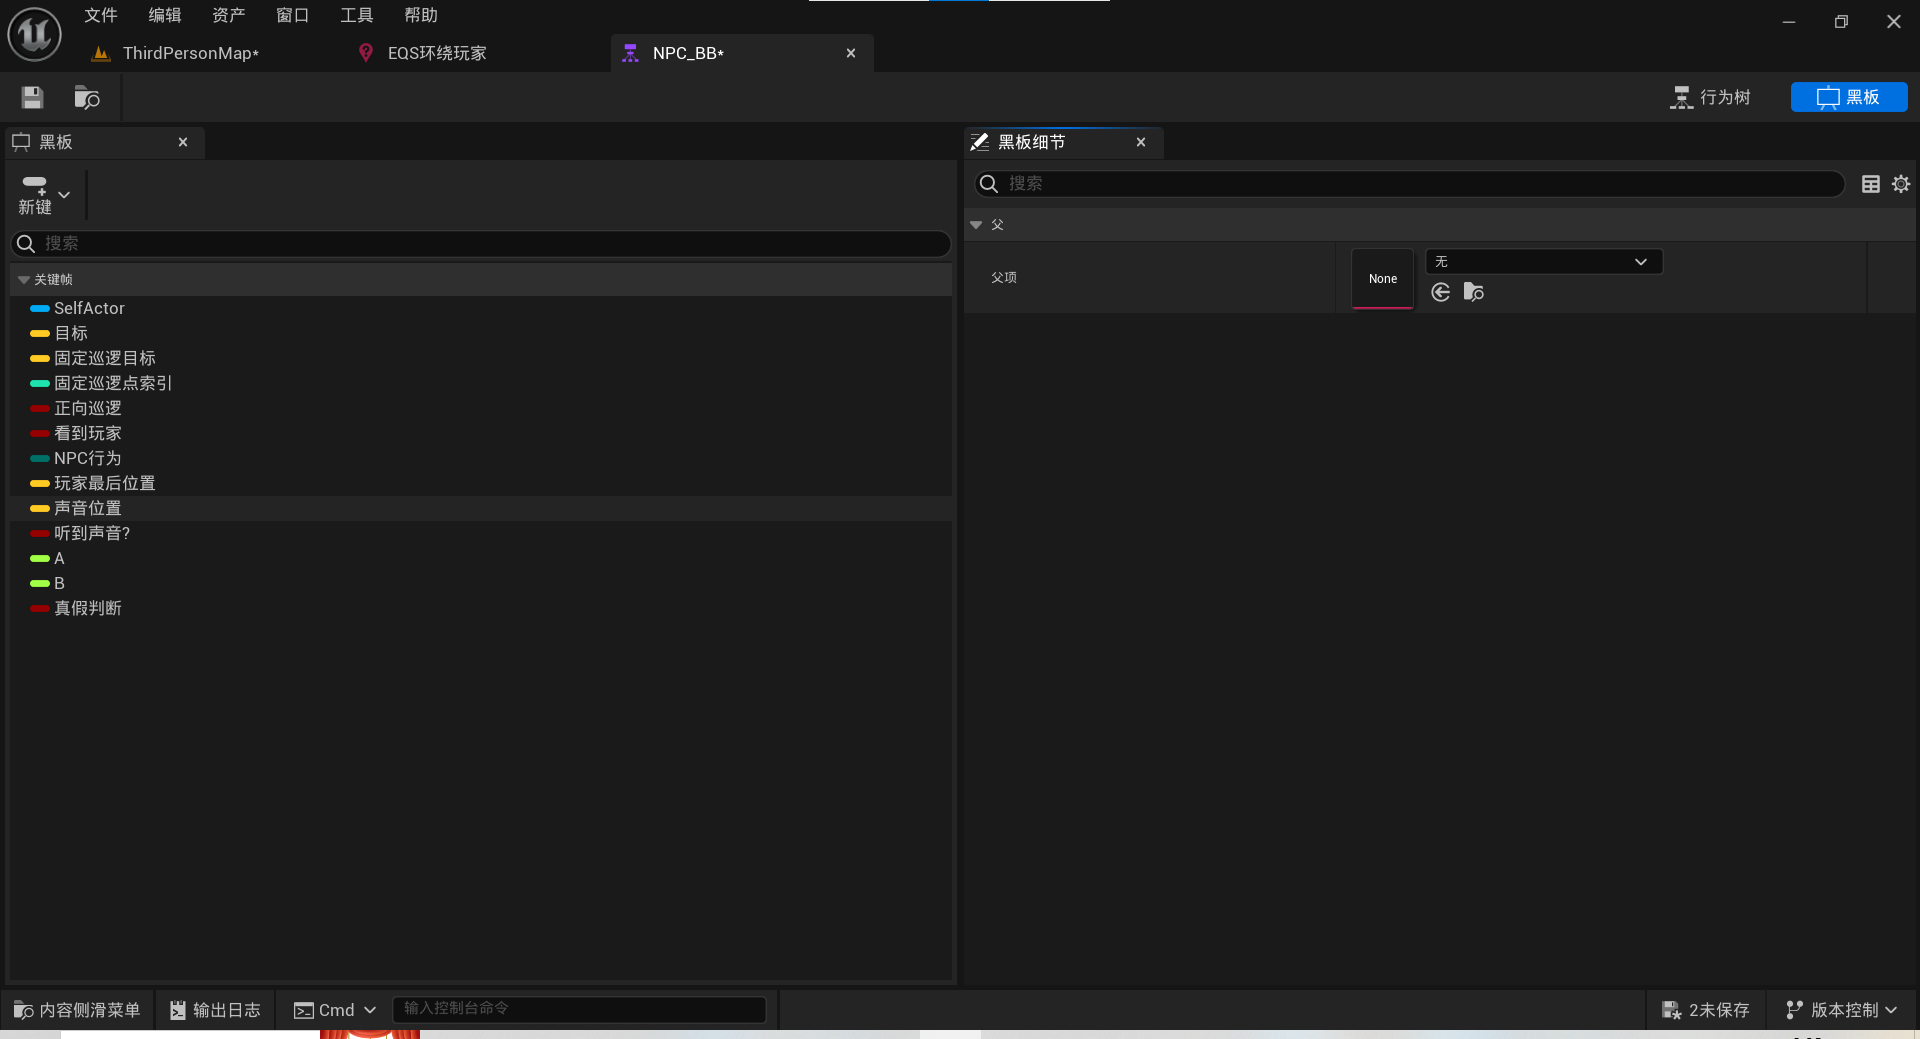 文件 编辑 资产 窗口 工具 帮助
ThirdPersonMap* EQS环绕玩家 NPC_BB*
行为树 黑板
黑板 黑板细节
新键
搜索
搜索
父
关键帧
父项 None 无
SelfActor
目标
固定巡逻目标
固定巡逻点索引
正向巡逻
看到玩家
NPC行为
玩家最后位置
声音位置
听到声音?
A
B
真假判断
内容侧滑菜单 输出日志 Cmd 输入控制台命令 2未保存 版本控制